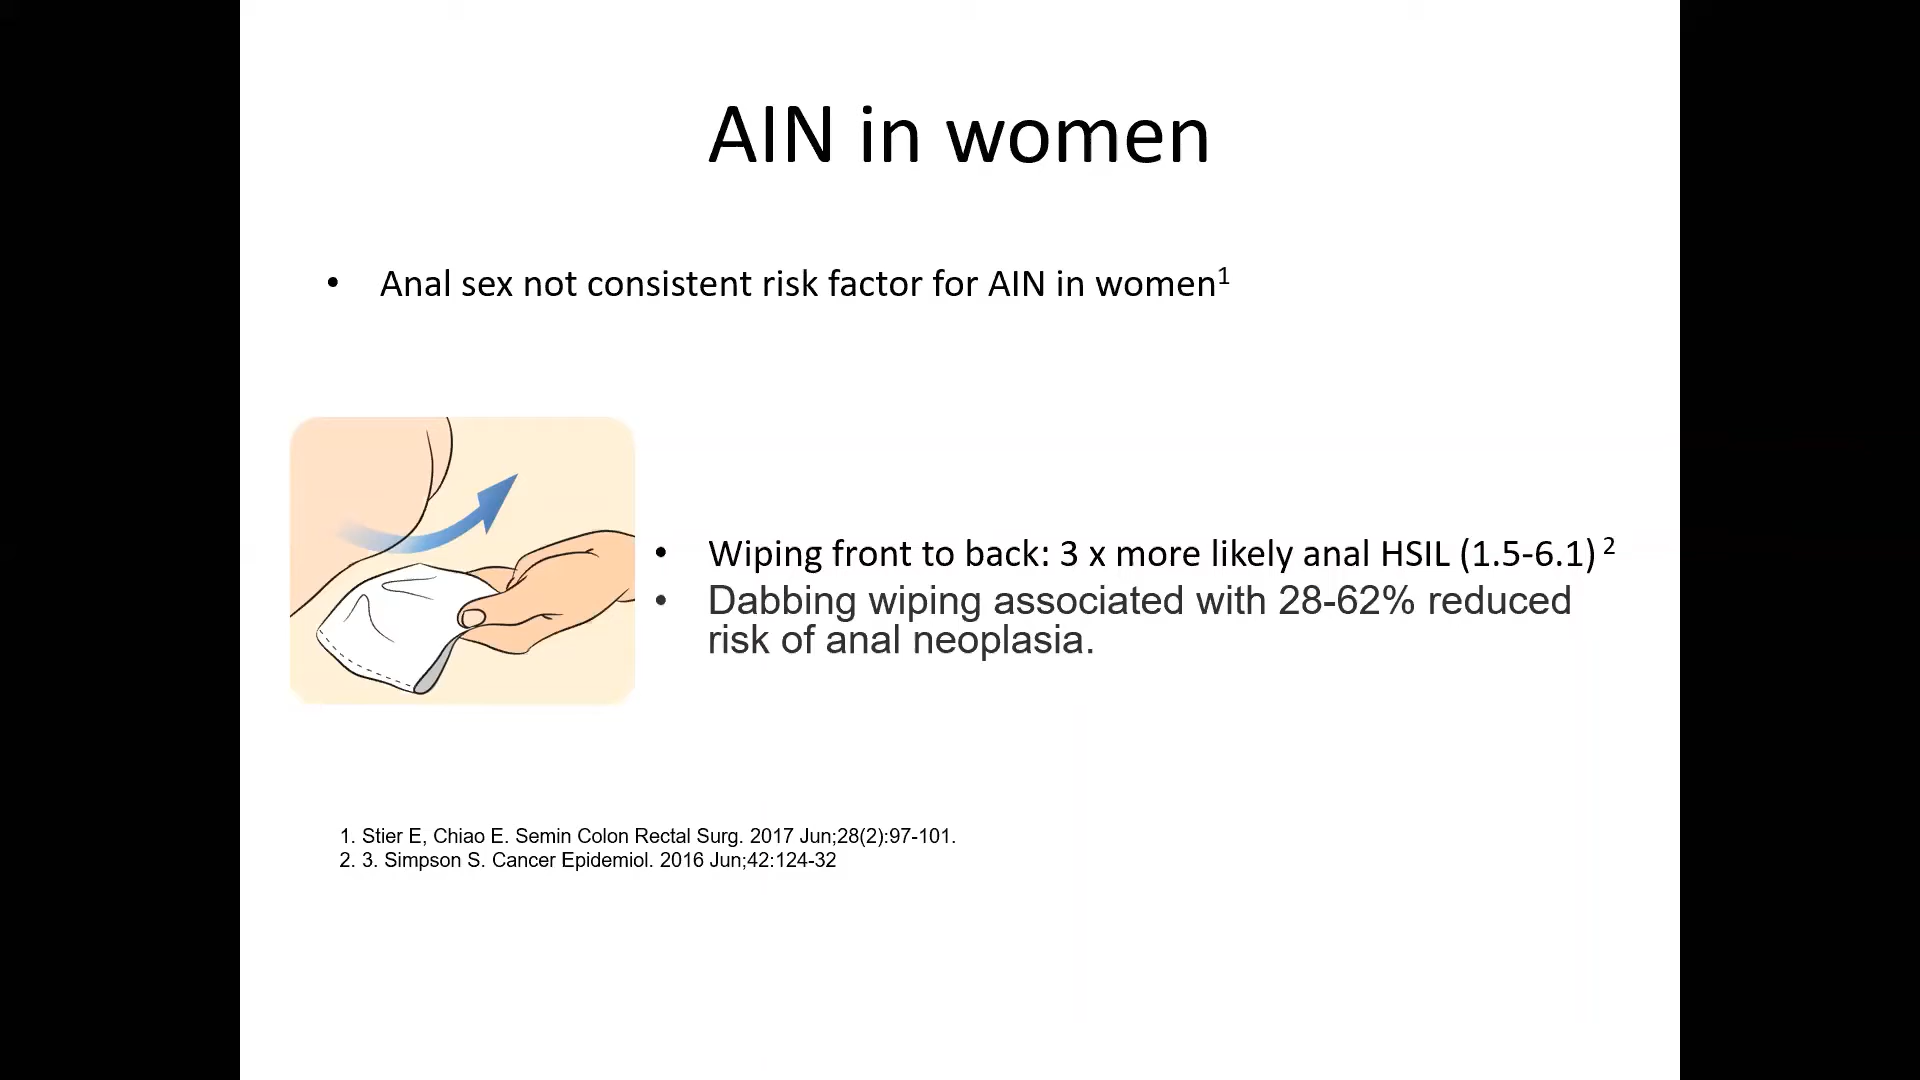 AIN in women
• Anal sex not consistent risk factor for AIN in women¹
• Wiping front to back: 3 x more likely anal HSIL (1.5-6.1) ²
• Dabbing wiping associated with 28-62% reduced
risk of anal neoplasia.
1. Stier E, Chiao E. Semin Colon Rectal Surg. 2017 Jun;28(2):97-101.
2. 3. Simpson S. Cancer Epidemiol. 2016 Jun;42:124-32